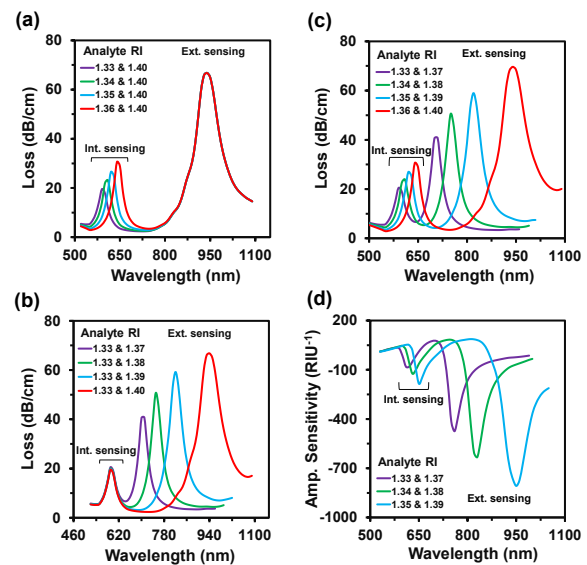 (a)
Analyte RI
1.33 & 1.40
1.34 & 1.40
1.35 & 1.40
1.36 & 1.40
Ext. sensing
Int. sensing
Loss (dB/cm)
80
60
40
20
0
500 650 800 950 1100
Wavelength (nm)
(b)
Analyte RI
1.33 & 1.37
1.33 & 1.38
1.33 & 1.39
1.33 & 1.40
Ext. sensing
Int. sensing
Loss (dB/cm)
80
60
40
20
0
460 620 780 940 1100
Wavelength (nm)
(c)
Analyte RI
1.33 & 1.37
1.34 & 1.38
1.35 & 1.39
1.36 & 1.40
Ext. sensing
Int. sensing
Loss (dB/cm)
80
60
40
20
0
500 650 800 950 1100
Wavelength (nm)
(d)
Int. sensing
Analyte RI
1.33 & 1.37
1.34 & 1.38
1.35 & 1.39
Ext. sensing
Amp. Sensitivity (RIU⁻¹)
200
-100
-400
-700
-1000
500 650 800 950 1100
Wavelength (nm)